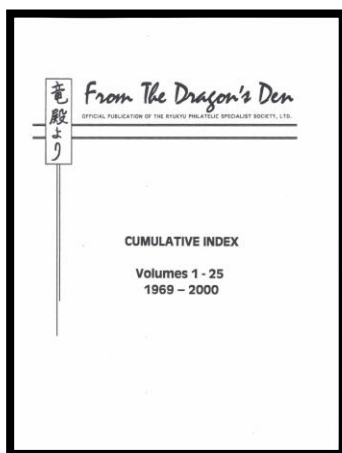 竜殿より
From The Dragon's Den
OFFICIAL PUBLICATION OF THE RYUKYU PHILATELIC SPECIALIST SOCIETY, LTD.
CUMULATIVE INDEX
Volumes 1 - 25
1969 – 2000